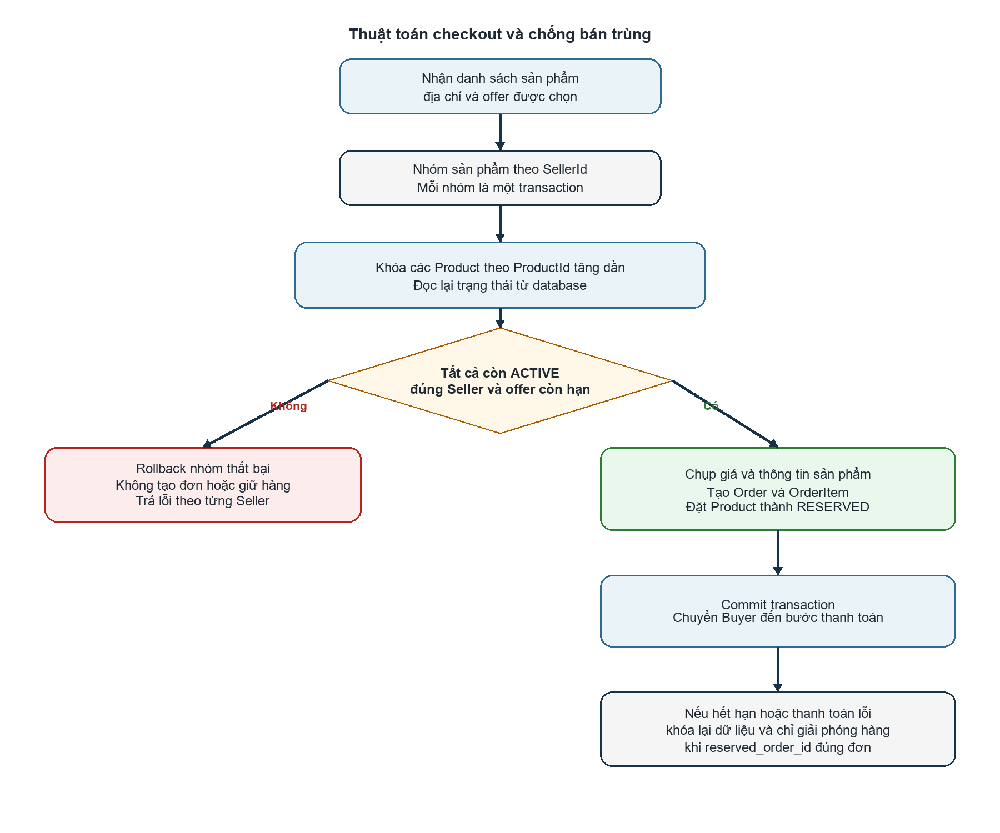 Thuật toán checkout và chống bán trùng
Nhận danh sách sản phẩm
địa chỉ và offer được chọn
Nhóm sản phẩm theo SellerId
Mỗi nhóm là một transaction
Khóa các Product theo ProductId tăng dần
Đọc lại trạng thái từ database
Tất cả còn ACTIVE
đúng Seller và offer còn hạn
Không
Có
Rollback nhóm thất bại
Không tạo đơn hoặc giữ hàng
Trả lỗi theo từng Seller
Chụp giá và thông tin sản phẩm
Tạo Order và OrderItem
Đặt Product thành RESERVED
Commit transaction
Chuyển Buyer đến bước thanh toán
Nếu hết hạn hoặc thanh toán lỗi
khóa lại dữ liệu và chỉ giải phóng hàng
khi reserved_order_id đúng đơn